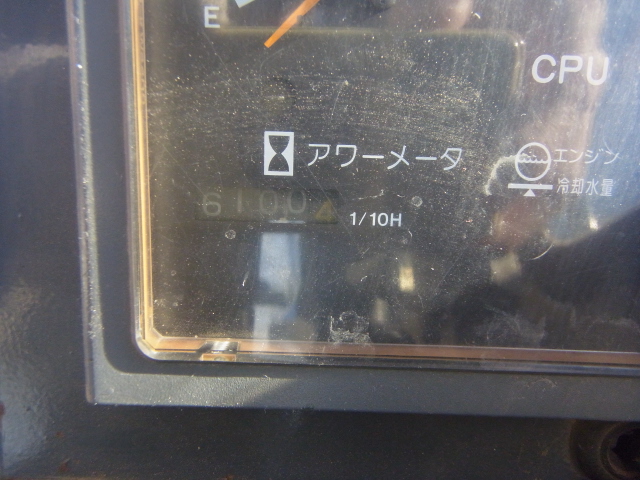 E
CPU
アワーメータ
エンジン
冷却水量
6100
1/10H